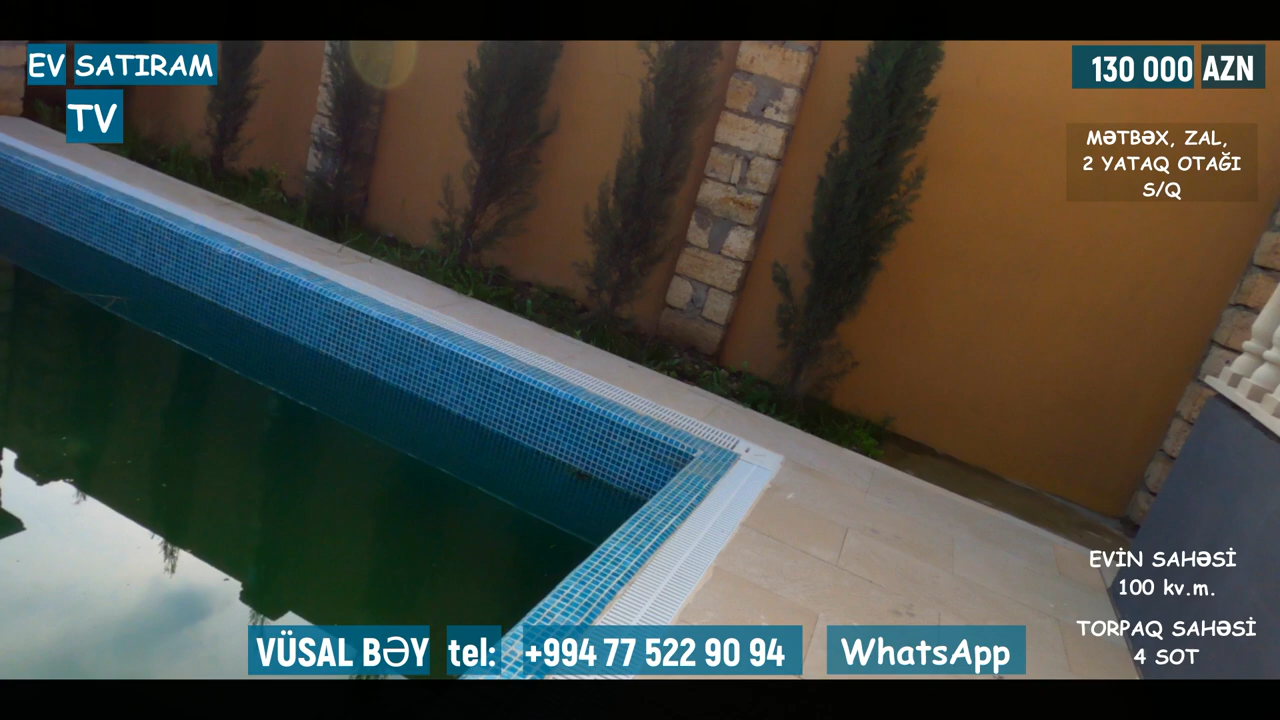 EV SATIRAM
TV
130 000 AZN
MƏTBƏX, ZAL,
2 YATAQ OTAĞI
S/Q
EVİN SAHƏSİ
100 kv.m.
TORPAQ SAHƏSİ
4 SOT
VÜSAL BƏY tel: +994 77 522 90 94 WhatsApp